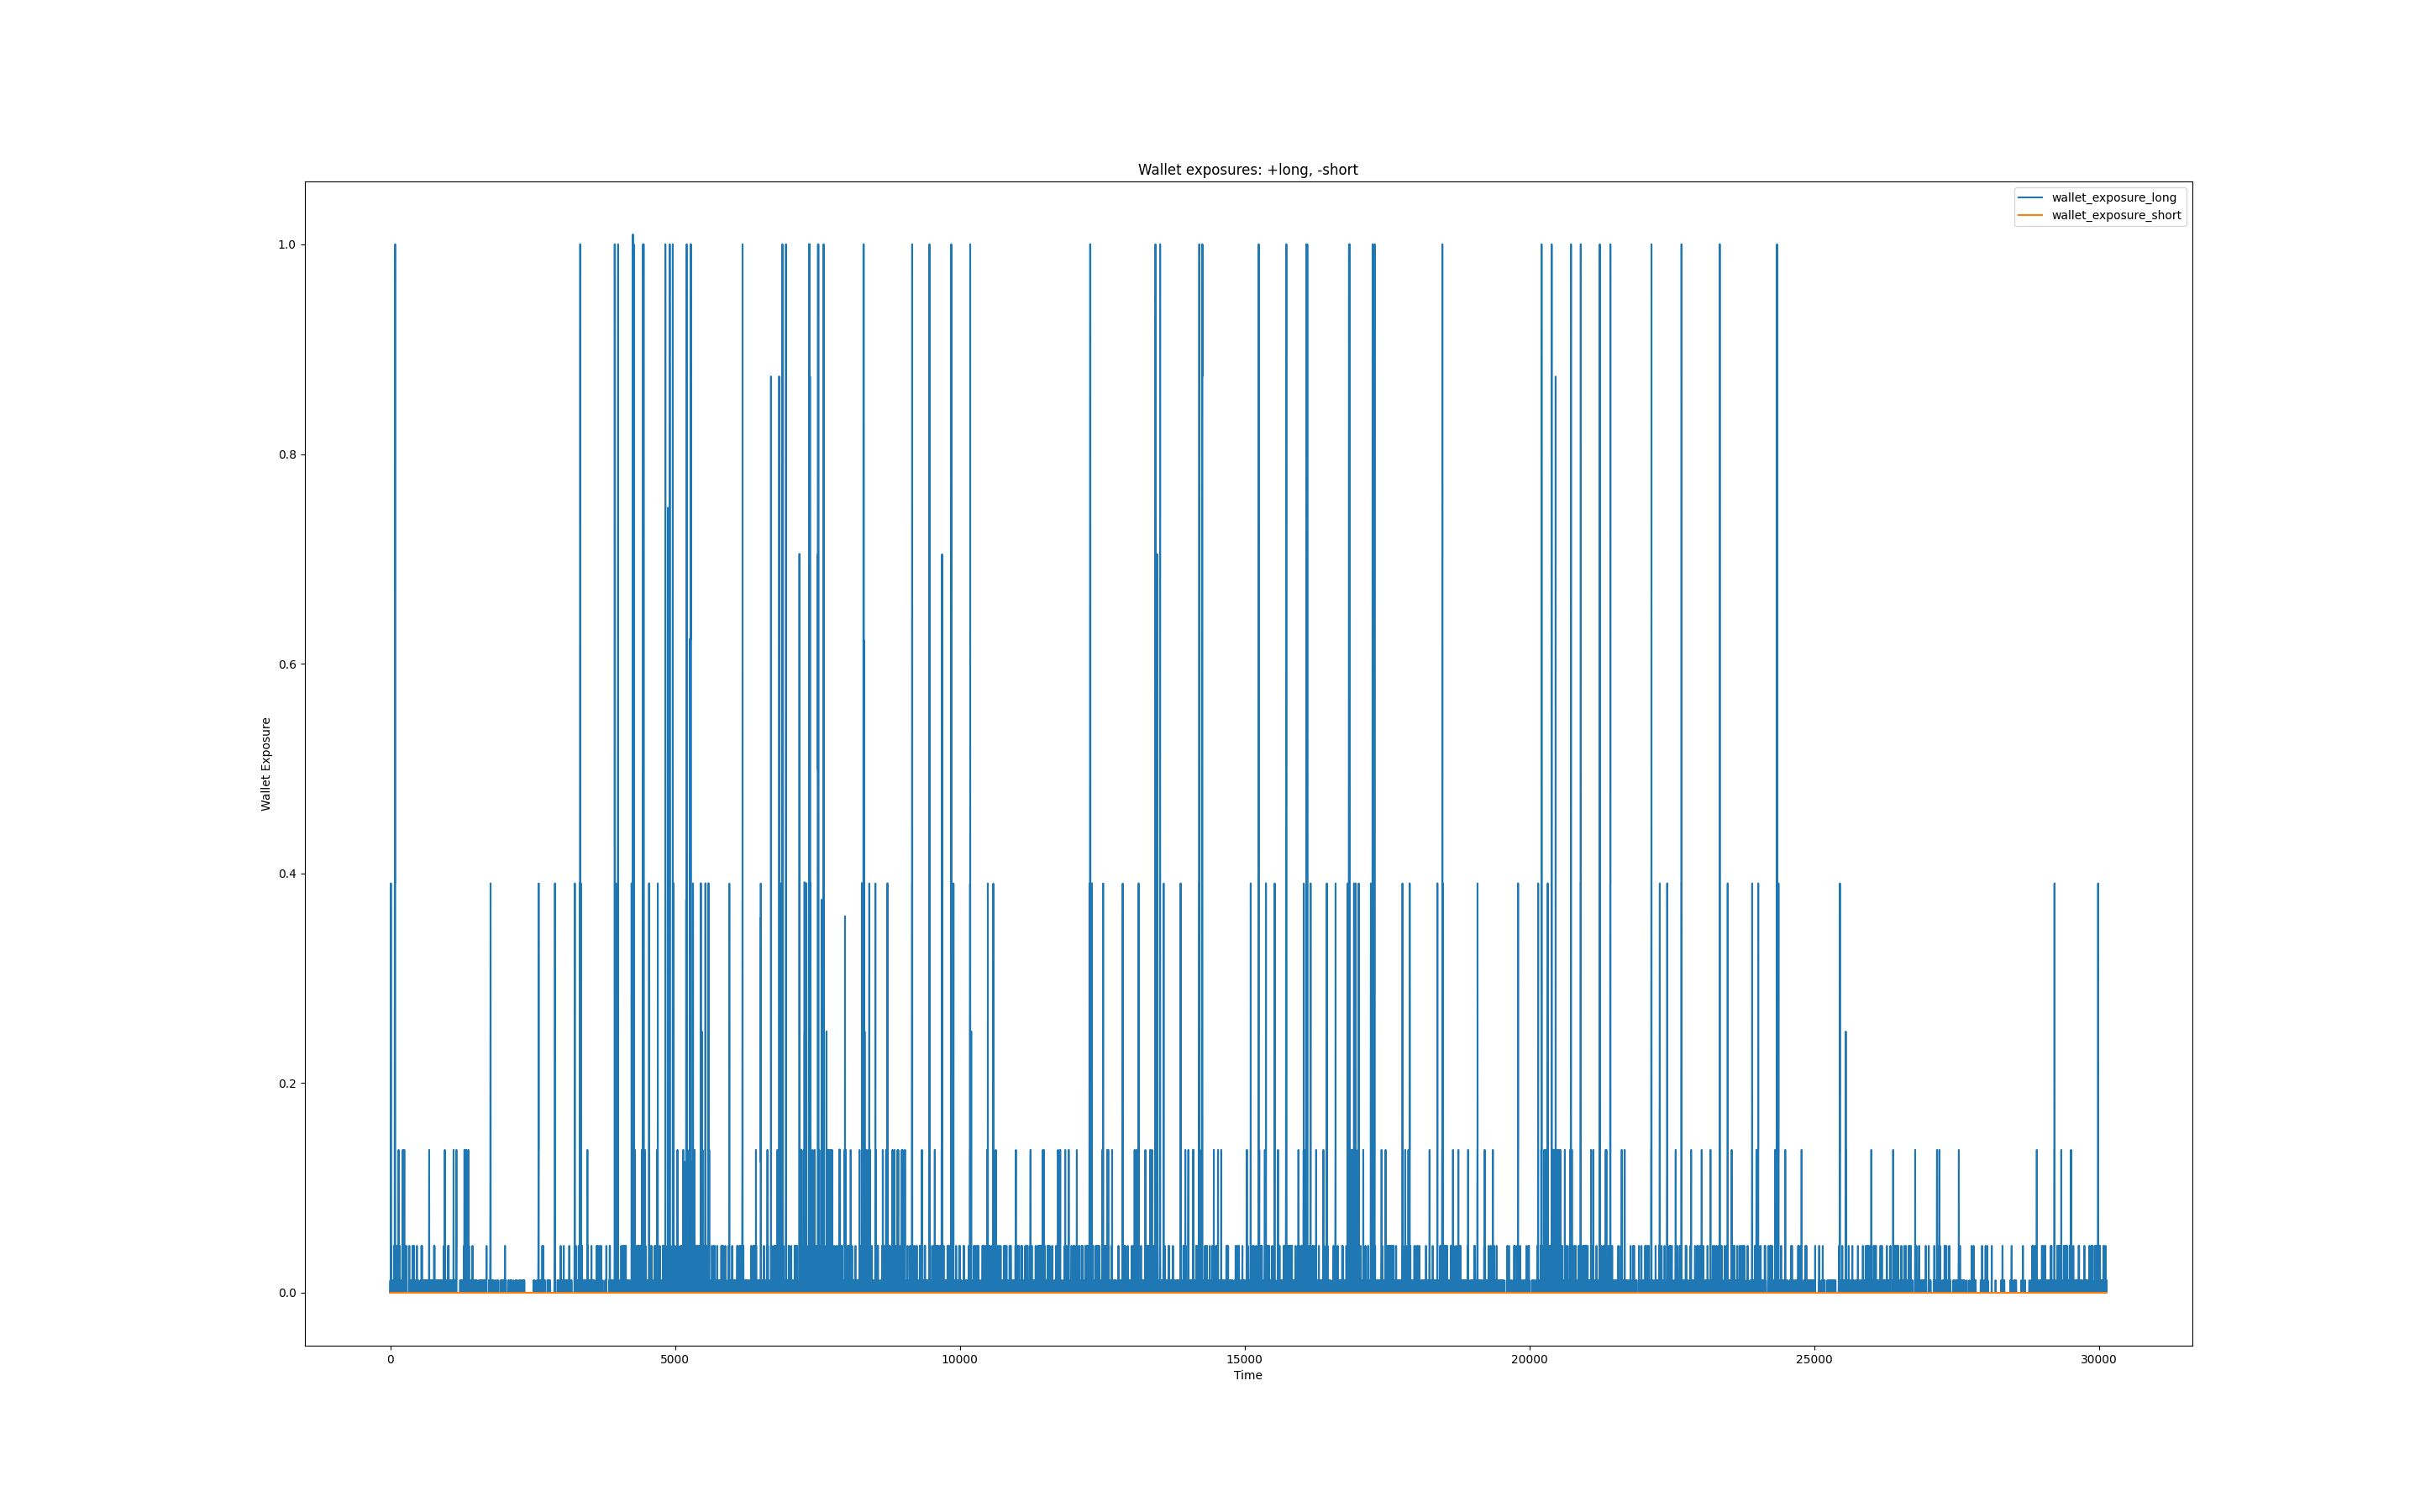 Wallet exposures: +long, -short
wallet_exposure_long
wallet_exposure_short
1.0
0.8
0.6
0.4
0.2
0.0
Wallet Exposure
0 5000 10000 15000 20000 25000 30000
Time